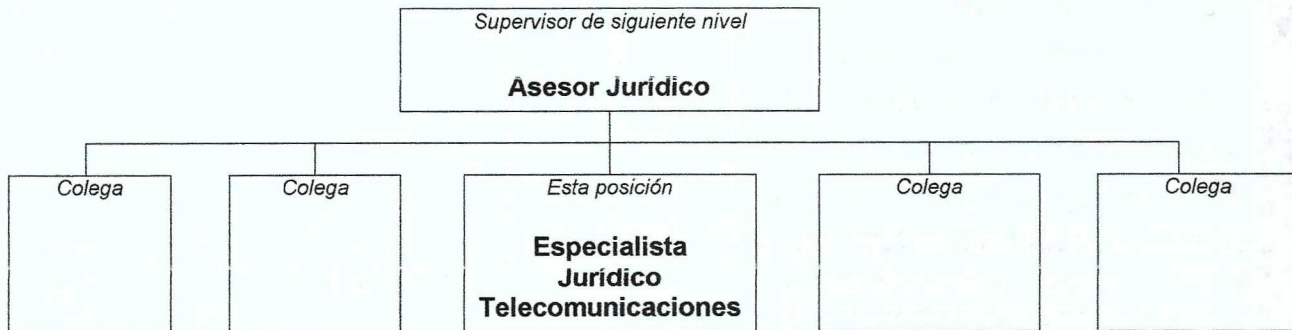 Supervisor de siguiente nivel
Asesor Jurídico
Colega
Colega
Esta posición
Especialista
Jurídico
Telecomunicaciones
Colega
Colega